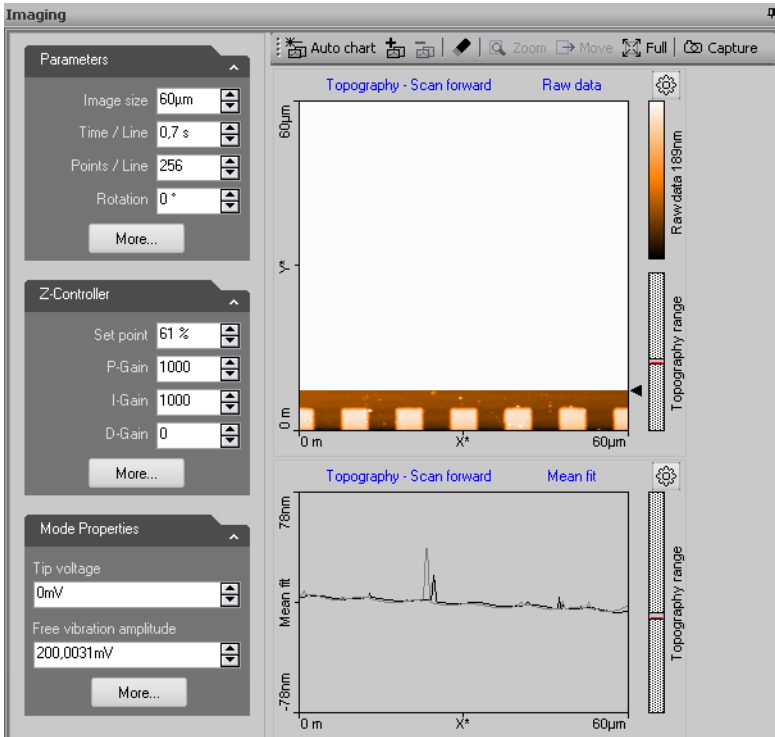 Imaging
Auto chart Zoom Move Full Capture
Parameters
Image size 60µm
Time / Line 0,7 s
Points / Line 256
Rotation 0 °
More...
Z-Controller
Set point 61 %
P-Gain 1000
I-Gain 1000
D-Gain 0
More...
Mode Properties
Tip voltage
0mV
Free vibration amplitude
200,0031mV
More...
Topography - Scan forward Raw data
60µm
Y*
0 m
0 m X* 60µm
Raw data 189nm
Topography range
Topography - Scan forward Mean fit
78nm
Mean fit
-78nm
0 m X* 60µm
Topography range